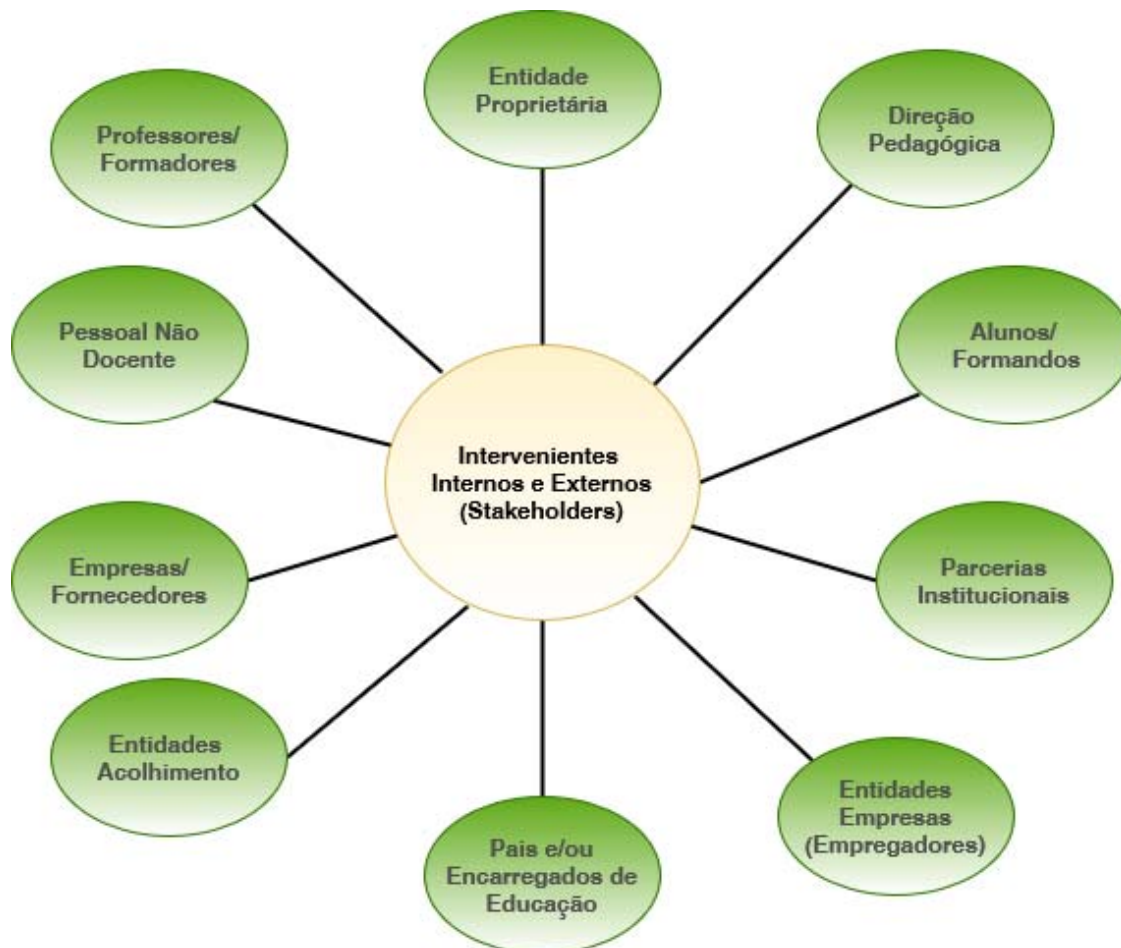 Entidade
Proprietária
Direção
Pedagógica
Professores/
Formadores
Pessoal Não
Docente
Alunos/
Formandos
Intervenientes
Internos e Externos
(Stakeholders)
Empresas/
Fornecedores
Parcerias
Institucionais
Entidades
Acolhimento
Entidades
Empresas
(Empregadores)
Pais e/ou
Encarregados de
Educação